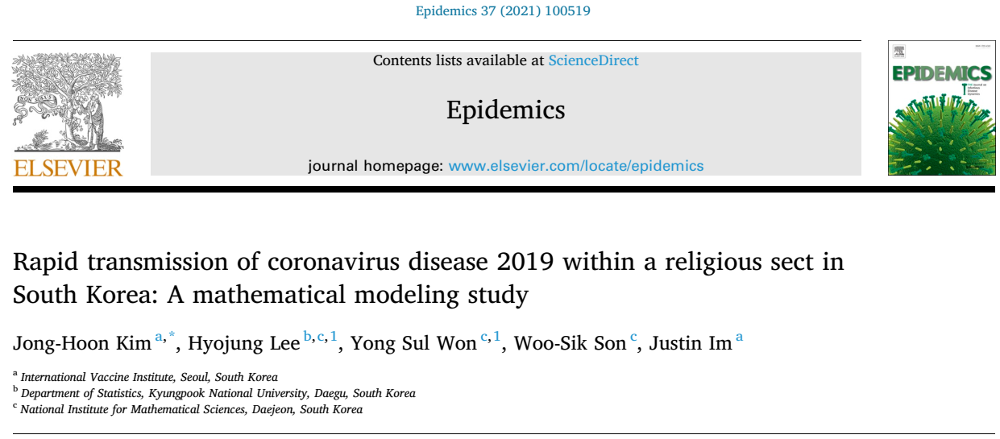 Epidemics 37 (2021) 100519
Contents lists available at ScienceDirect
Epidemics
journal homepage: www.elsevier.com/locate/epidemics
ELSEVIER
EPIDEMICS
Rapid transmission of coronavirus disease 2019 within a religious sect in
South Korea: A mathematical modeling study
Jong-Hoon Kim a,*, Hyojung Lee b,c,1, Yong Sul Won c,1, Woo-Sik Son c, Justin Im a
a International Vaccine Institute, Seoul, South Korea
b Department of Statistics, Kyungpook National University, Daegu, South Korea
c National Institute for Mathematical Sciences, Daejeon, South Korea